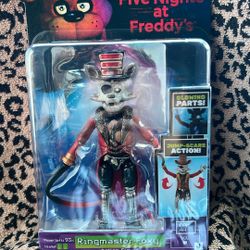 Five Nights
at
Freddy's
GLOWING
PARTS!
JUMP-SCARE
ACTION!
Ringmaster Foxy